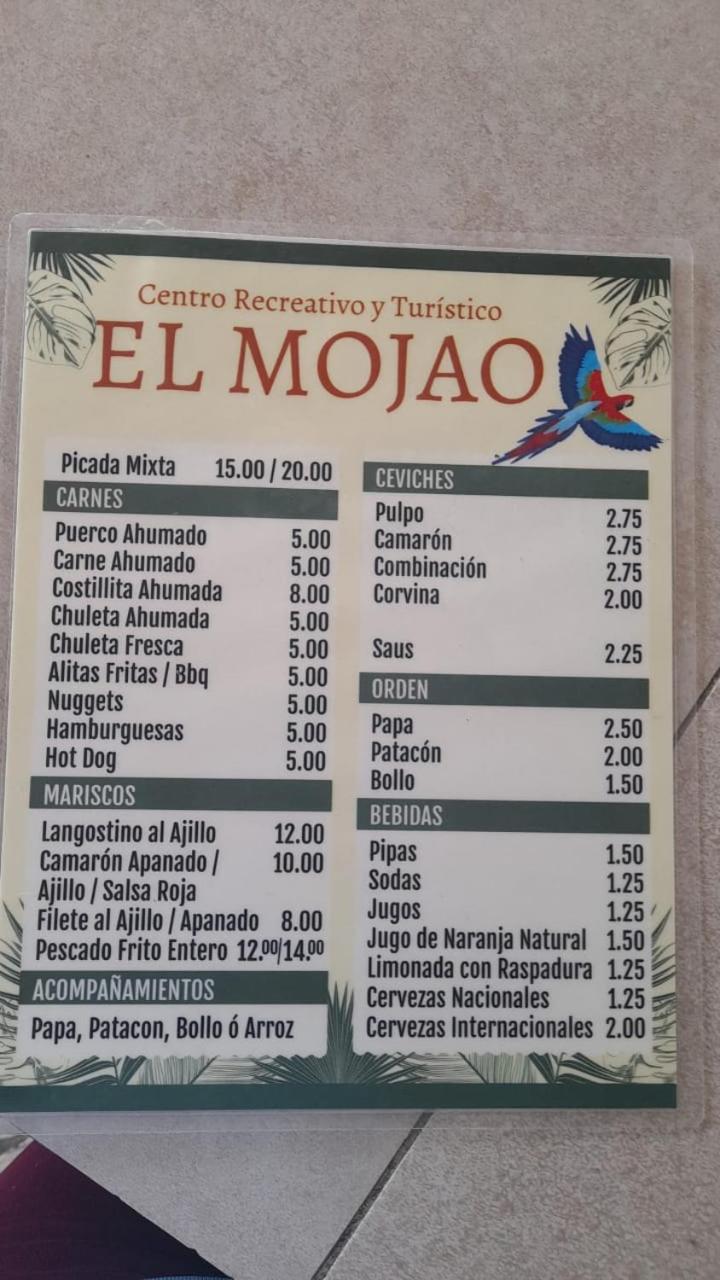 Centro Recreativo y Turístico
EL MOJAO
Picada Mixta 15.00 / 20.00
CARNES
Puerco Ahumado 5.00
Carne Ahumado 5.00
Costillita Ahumada 8.00
Chuleta Ahumada 5.00
Chuleta Fresca 5.00
Alitas Fritas / Bbq 5.00
Nuggets 5.00
Hamburguesas 5.00
Hot Dog 5.00
MARISCOS
Langostino al Ajillo 12.00
Camarón Apanado / 10.00
Ajillo / Salsa Roja
Filete al Ajillo / Apanado 8.00
Pescado Frito Entero 12.00/14.00
ACOMPAÑAMIENTOS
Papa, Patacon, Bollo ó Arroz
CEVICHES
Pulpo 2.75
Camarón 2.75
Combinación 2.75
Corvina 2.00
Saus 2.25
ORDEN
Papa 2.50
Patacón 2.00
Bollo 1.50
BEBIDAS
Pipas 1.50
Sodas 1.25
Jugos 1.25
Jugo de Naranja Natural 1.50
Limonada con Raspadura 1.25
Cervezas Nacionales 1.25
Cervezas Internacionales 2.00